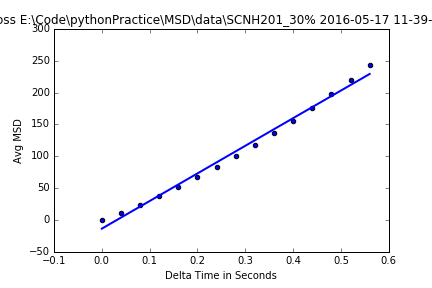 oss E:\Code\pythonPractice\MSD\data\SCNH201_30% 2016-05-17 11-39-
300
250
200
150
100
50
0
−50
Avg MSD
−0.1 0.0 0.1 0.2 0.3 0.4 0.5 0.6
Delta Time in Seconds